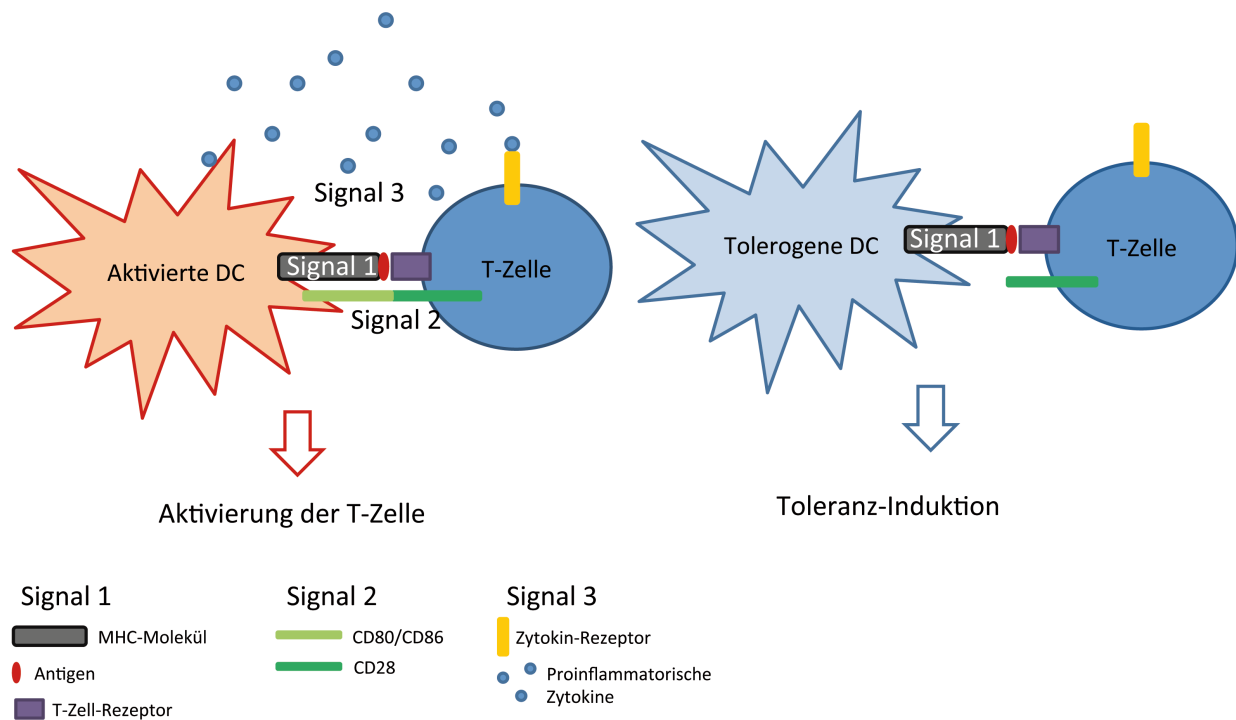 Signal 3
Aktivierte DC
Signal 1
T-Zelle
Signal 2
Aktivierung der T-Zelle
Tolerogene DC
Signal 1
T-Zelle
Toleranz-Induktion
Signal 1
MHC-Molekül
Antigen
T-Zell-Rezeptor
Signal 2
CD80/CD86
CD28
Signal 3
Zytokin-Rezeptor
Proinflammatorische
Zytokine